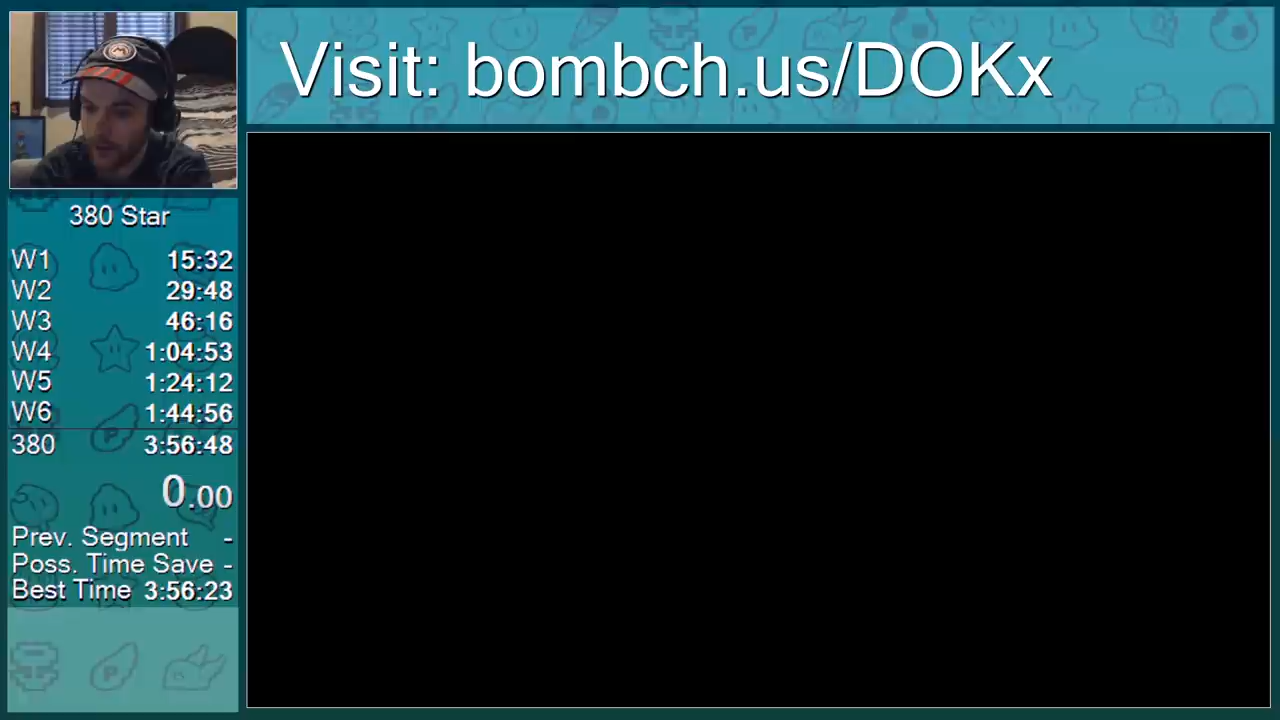 Visit: bombch.us/DOKx
380 Star
W1 15:32
W2 29:48
W3 46:16
W4 1:04:53
W5 1:24:12
W6 1:44:56
380 3:56:48
0.00
Prev. Segment -
Poss. Time Save -
Best Time 3:56:23